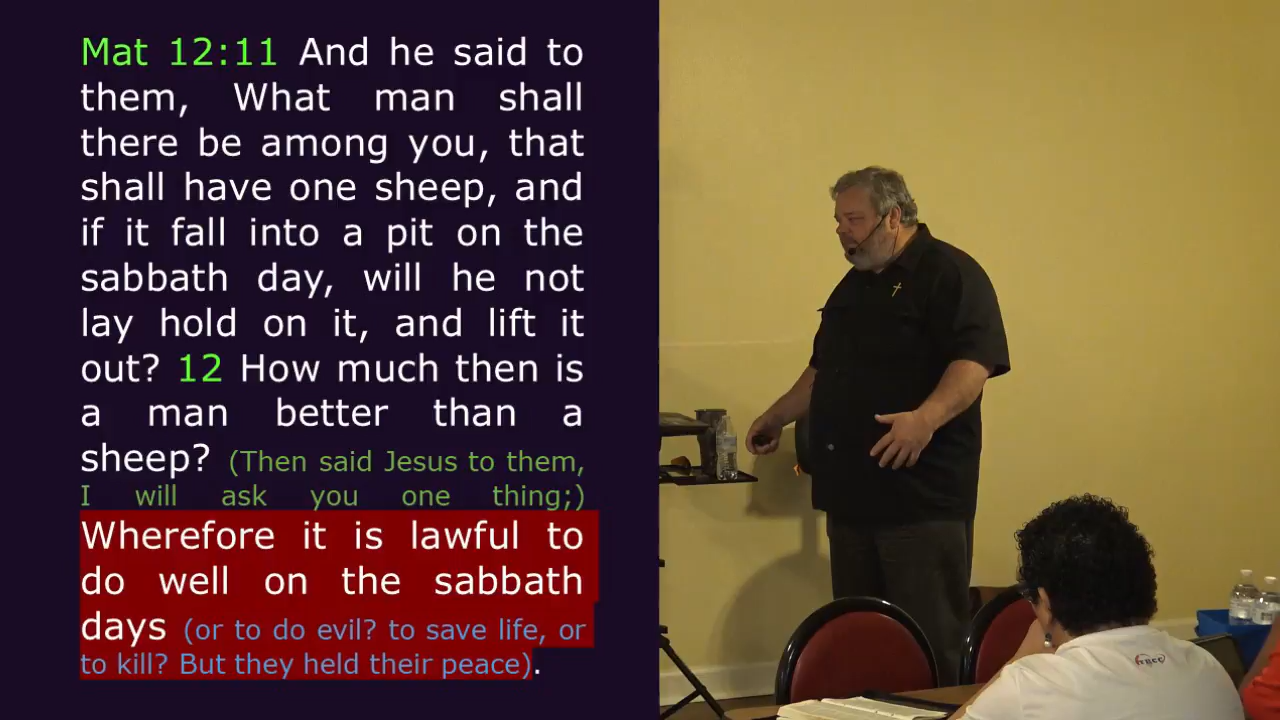 Mat 12:11 And he said to
them, What man shall
there be among you, that
shall have one sheep, and
if it fall into a pit on the
sabbath day, will he not
lay hold on it, and lift it
out? 12 How much then is
a man better than a
sheep? (Then said Jesus to them,
I will ask you one thing;)
Wherefore it is lawful to
do well on the sabbath
days (or to do evil? to save life, or
to kill? But they held their peace).